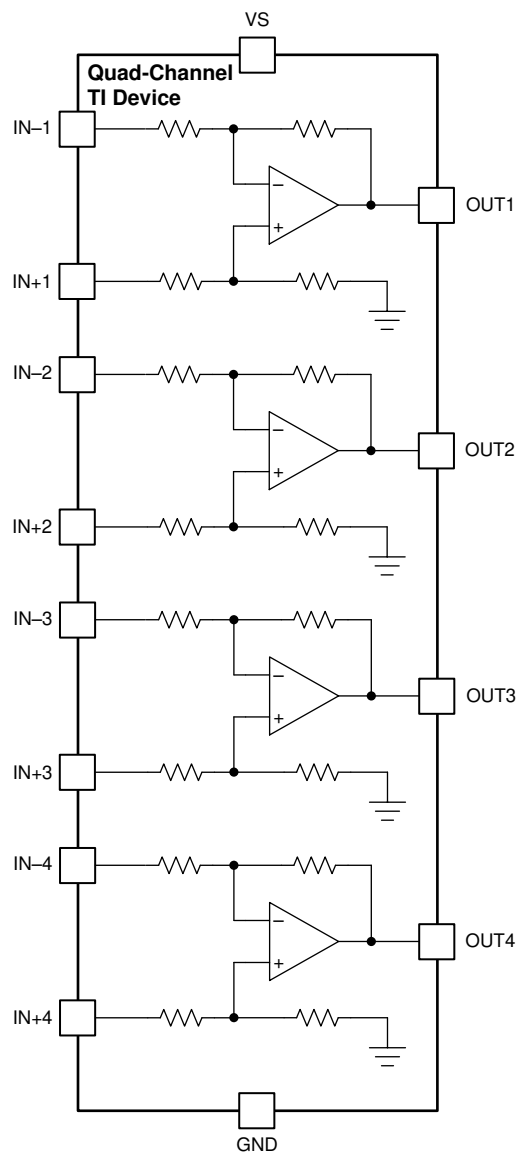 VS
Quad-Channel
TI Device
IN–1
−
+
OUT1
IN+1
IN–2
−
+
OUT2
IN+2
IN–3
−
+
OUT3
IN+3
IN–4
−
+
OUT4
IN+4
GND